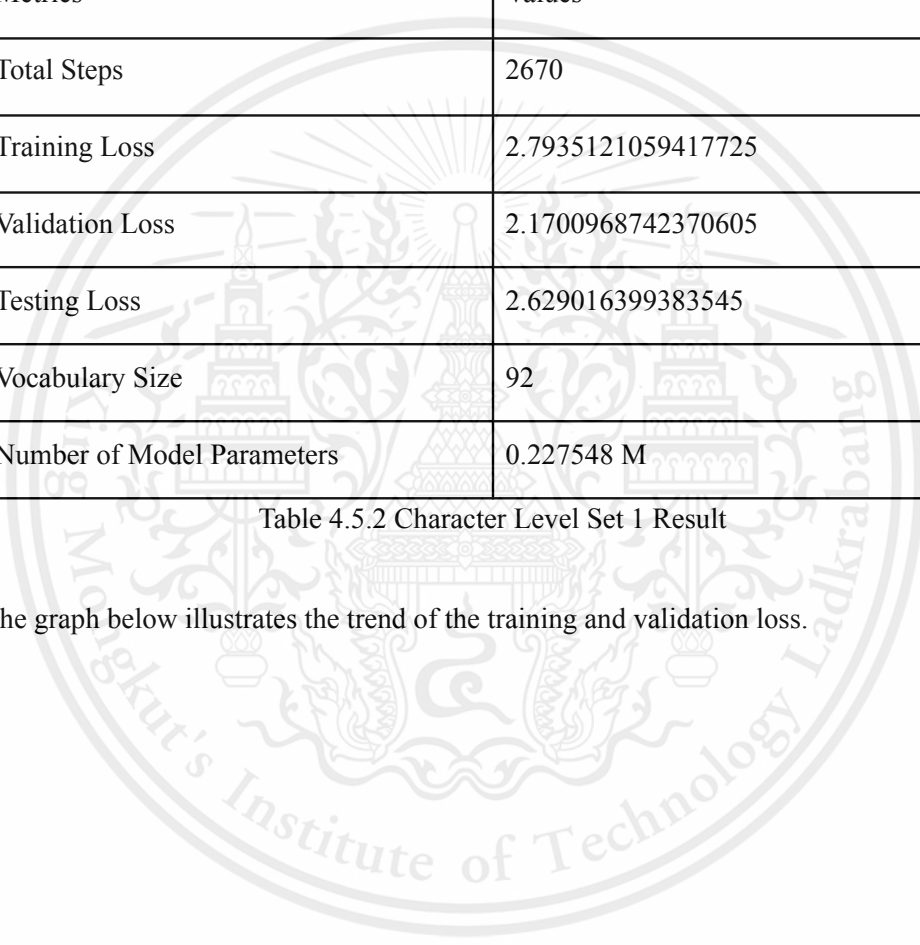 Metrics Values
Total Steps 2670
Training Loss 2.7935121059417725
Validation Loss 2.1700968742370605
Testing Loss 2.629016399383545
Vocabulary Size 92
Number of Model Parameters 0.227548 M
Table 4.5.2 Character Level Set 1 Result
he graph below illustrates the trend of the training and validation loss.
King Mongkut's Institute of Technology Ladkrabang